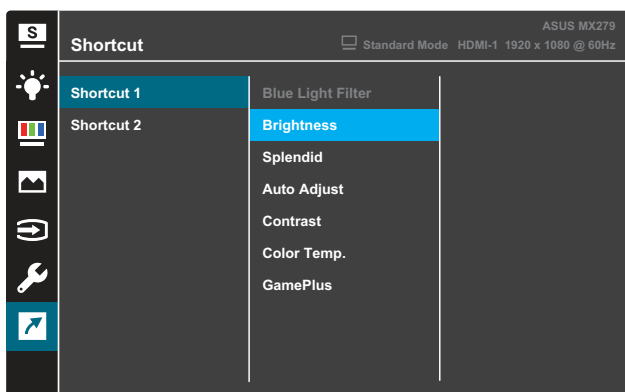 S
ASUS MX279
Shortcut
Standard Mode HDMI-1 1920 x 1080 @ 60Hz
Shortcut 1
Shortcut 2
Blue Light Filter
Brightness
Splendid
Auto Adjust
Contrast
Color Temp.
GamePlus